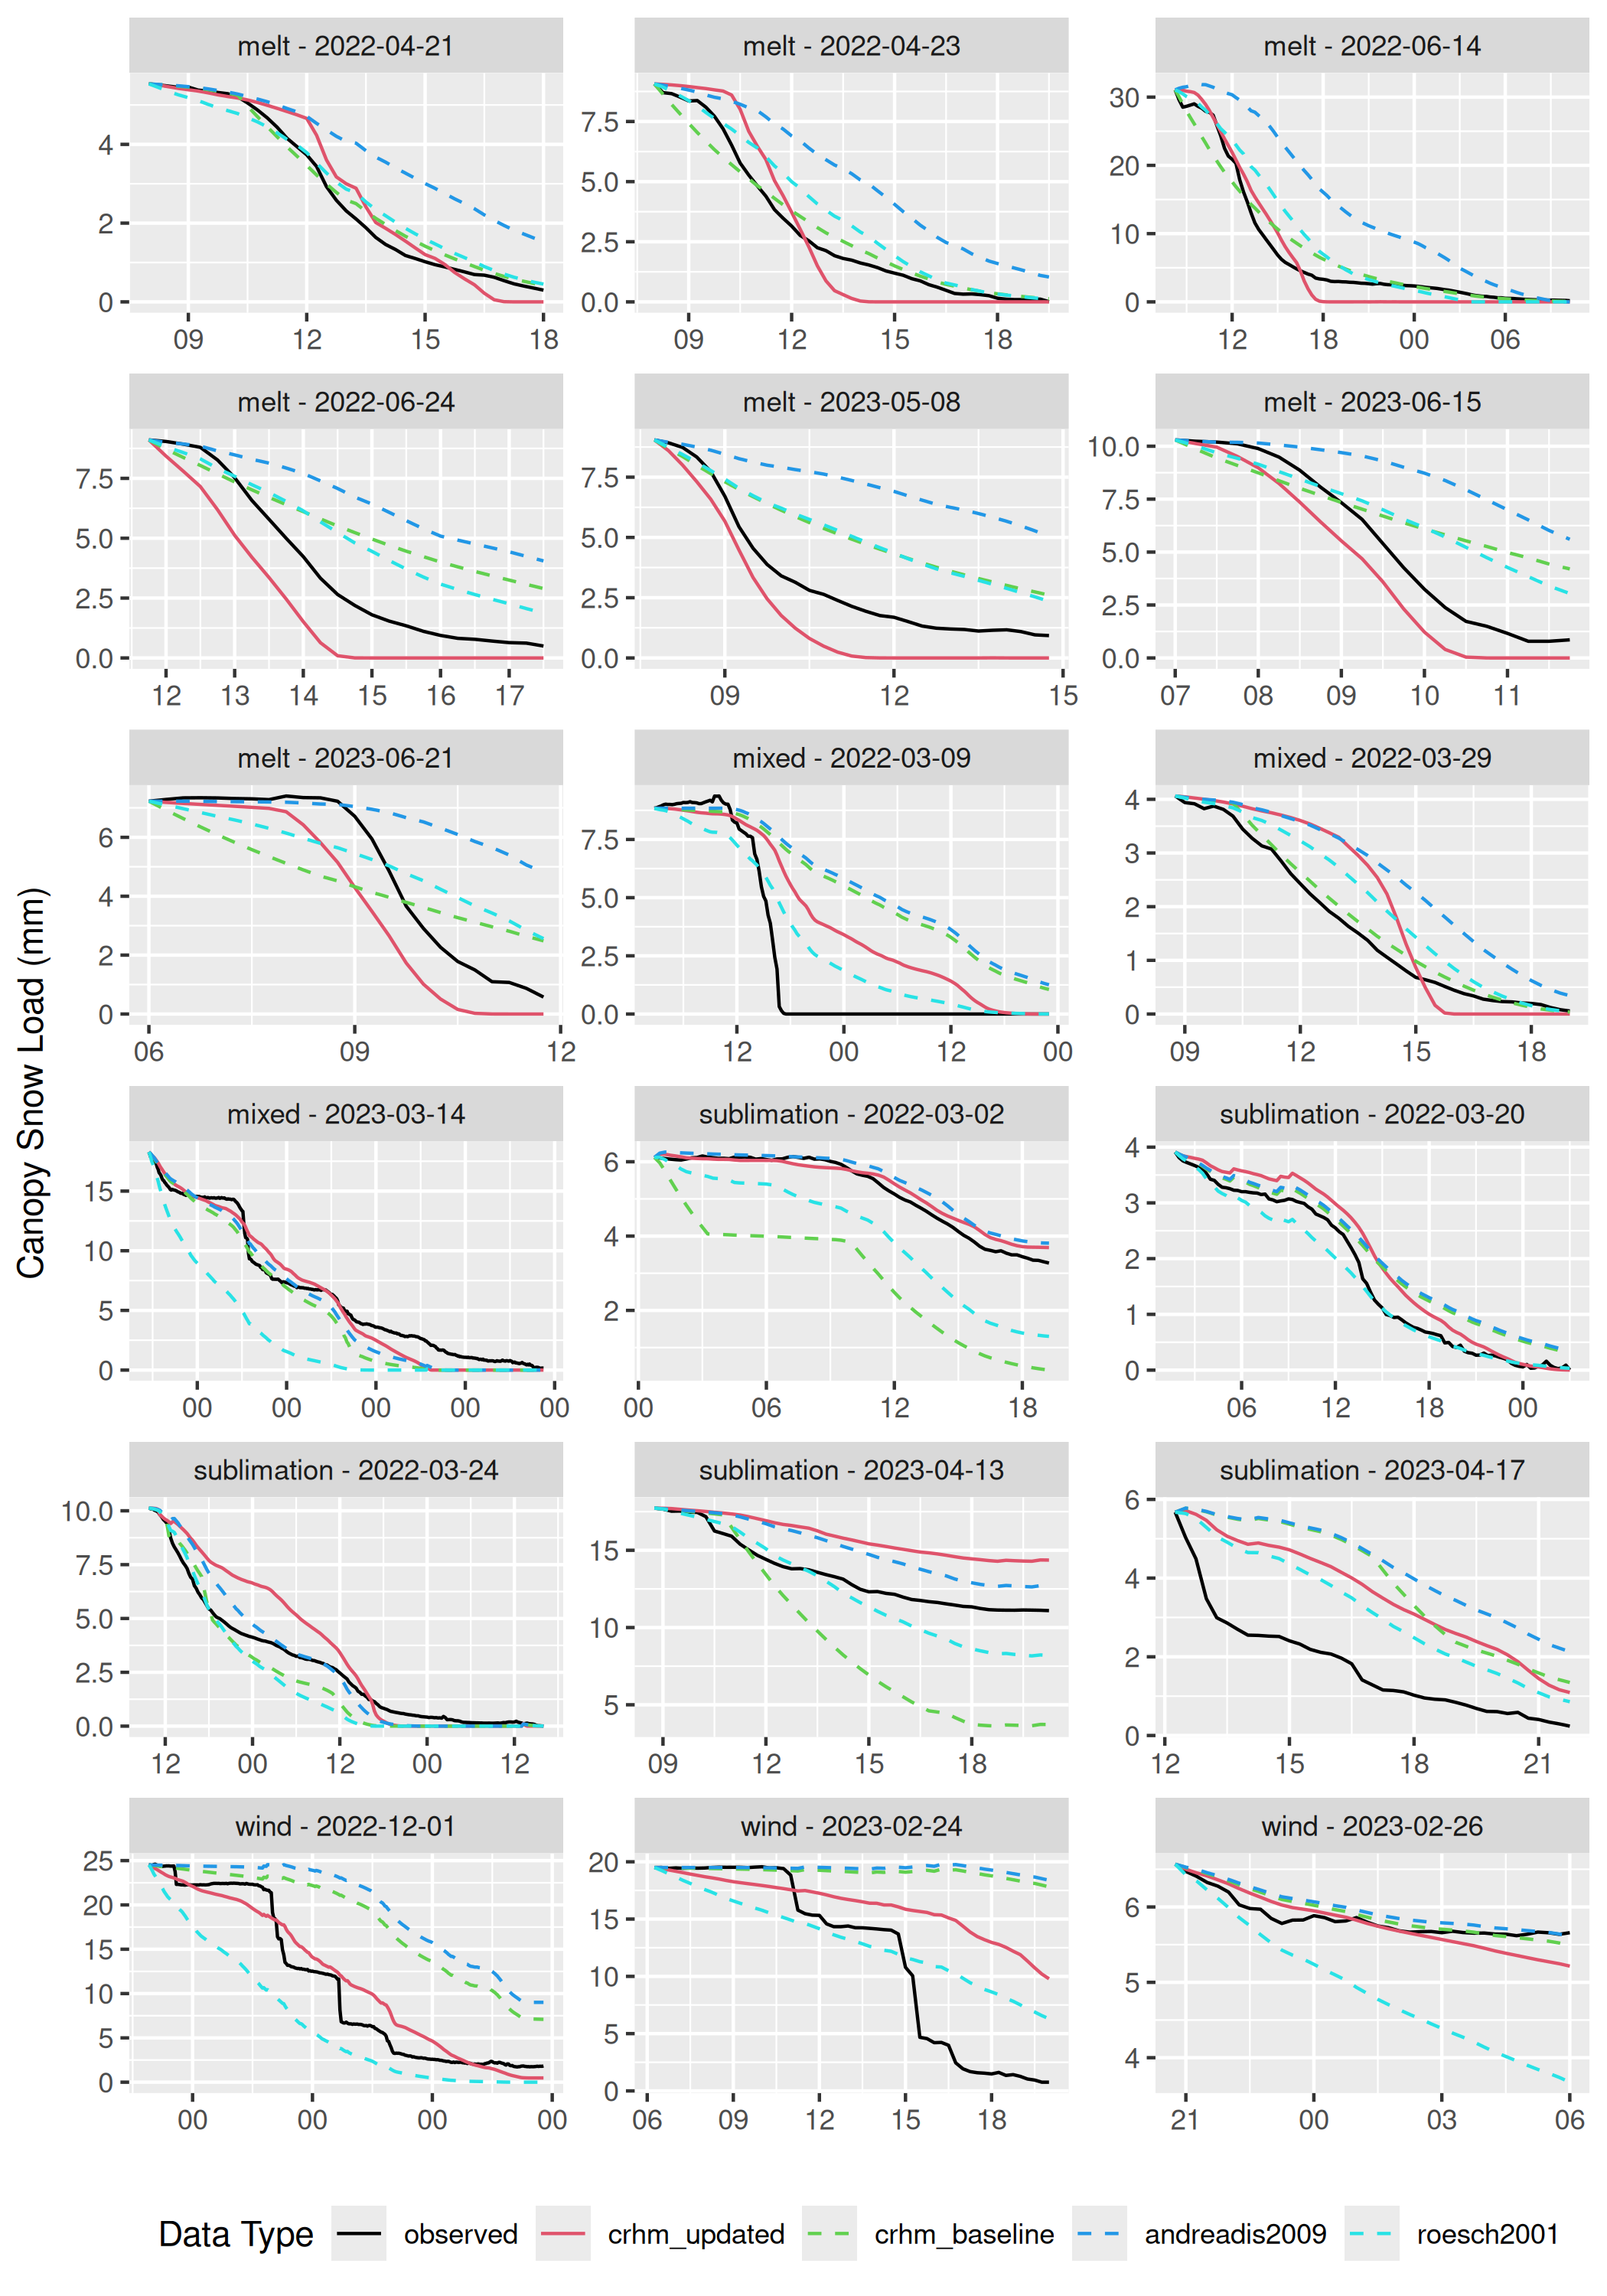 melt - 2022-04-21
melt - 2022-04-23
melt - 2022-06-14
4
2
0
09 12 15 18
7.5
5.0
2.5
0.0
09 12 15 18
30
20
10
0
12 18 00 06
melt - 2022-06-24
melt - 2023-05-08
melt - 2023-06-15
7.5
5.0
2.5
0.0
12 13 14 15 16 17
7.5
5.0
2.5
0.0
09 12 15
10.0
7.5
5.0
2.5
0.0
07 08 09 10 11
melt - 2023-06-21
mixed - 2022-03-09
mixed - 2022-03-29
6
4
2
0
06 09 12
7.5
5.0
2.5
0.0
12 00 12 00
4
3
2
1
0
09 12 15 18
Canopy Snow Load (mm)
mixed - 2023-03-14
sublimation - 2022-03-02
sublimation - 2022-03-20
15
10
5
0
00 00 00 00 00
6
4
2
00 06 12 18
4
3
2
1
0
06 12 18 00
sublimation - 2022-03-24
sublimation - 2023-04-13
sublimation - 2023-04-17
10.0
7.5
5.0
2.5
0.0
12 00 12 00 12
15
10
5
09 12 15 18
6
4
2
0
12 15 18 21
wind - 2022-12-01
wind - 2023-02-24
wind - 2023-02-26
25
20
15
10
5
0
00 00 00 00
20
15
10
5
0
06 09 12 15 18
6
5
4
21 00 03 06
Data Type observed crhm_updated crhm_baseline andreadis2009 roesch2001